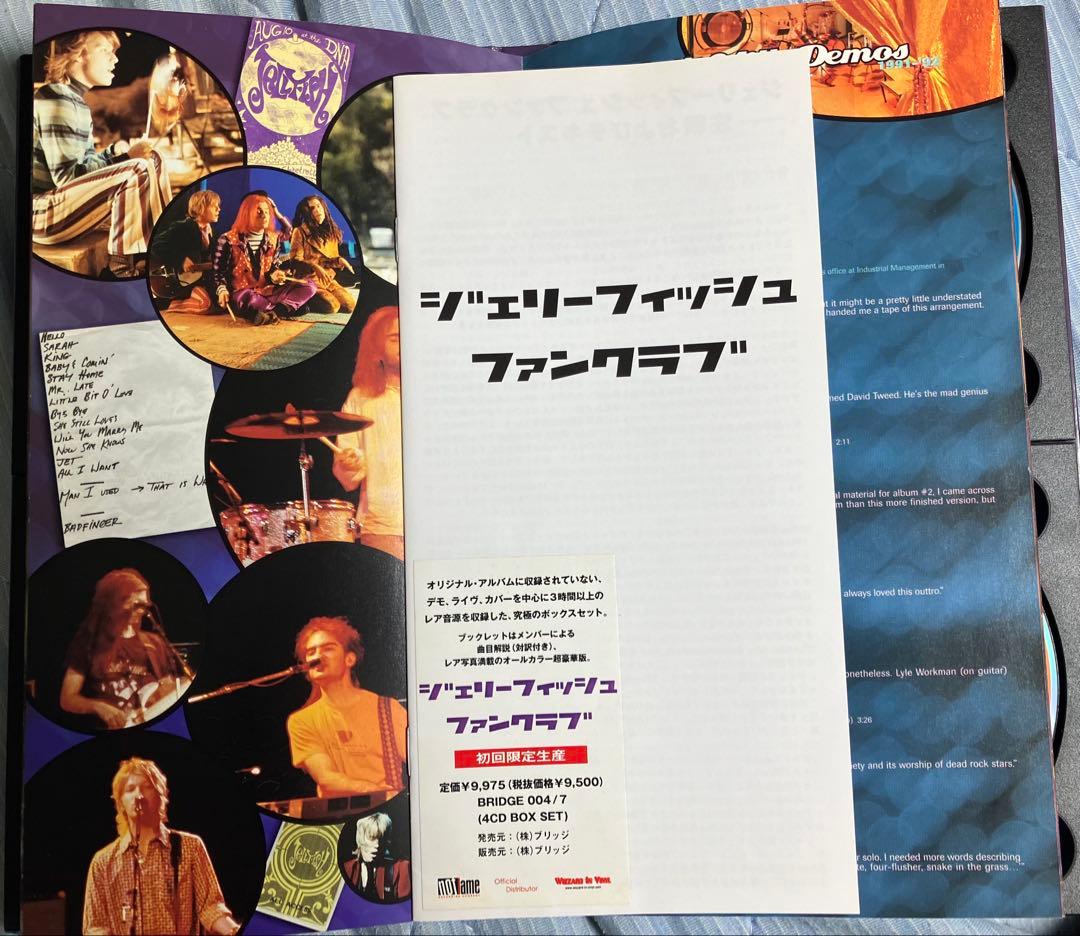 AUG 10 at the DNA
JELLYFISH
HELLO
SARAH
KING
BABY'S COMIN'
STAY HOME
MR. LATE
LITTLE BIT O' LOVE
BYE BYE
SHE STILL LOVES
WILL YOU MARRY ME
NOW SHE KNOWS
JET
ALL I WANT
MAN I USED → THAT IS
BADFINGER
ジェリーフィッシュ
ファンクラブ
オリジナル・アルバムに収録されていない、
デモ、ライヴ、カバーを中心に3時間以上の
レア音源を収録した、究極のボックスセット。
ブックレットはメンバーによる
曲目解説(対訳付き)、
レア写真満載のオールカラー超豪華版。
ジェリーフィッシュ
ファンクラブ
初回限定生産
定価¥9,975(税抜価格¥9,500)
BRIDGE 004/7
(4CD BOX SET)
発売元:(株)ブリッジ
販売元:(株)ブリッジ
not lame
Official
Distributor
WIZZARD IN VINYL
Demos
1991-'92
office at Industrial Management in
it might be a pretty little understated
handed me a tape of this arrangement.
David Tweed. He's the mad genius
2:11
material for album #2, I came across
than this more finished version, but
always loved this outtro."
nonetheless. Lyle Workman (on guitar)
3:26
and its worship of dead rock stars."
solo. I needed more words describing
four-flusher, snake in the grass...